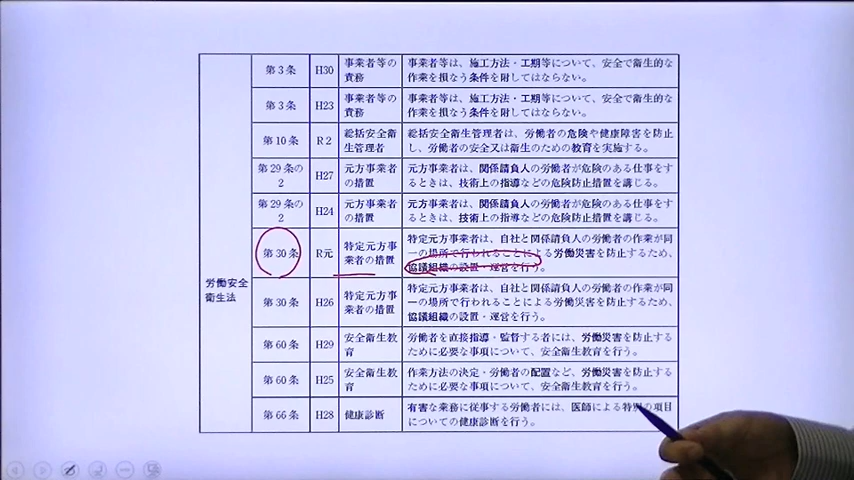 労働安全
衛生法
第3条 H30 事業者等の 事業者等は、施工方法・工期等について、安全で衛生的な
責務 作業を損なう条件を附してはならない。
第3条 H23 事業者等の 事業者等は、施工方法・工期等について、安全で衛生的な
責務 作業を損なう条件を附してはならない。
第10条 R2 総括安全衛 総括安全衛生管理者は、労働者の危険や健康障害を防止
生管理者 し、労働者の安全又は衛生のための教育を実施する。
第29条の H27 元方事業者 元方事業者は、関係請負人の労働者が危険のある仕事をす
2 の措置 るときは、技術上の指導などの危険防止措置を講じる。
第29条の H24 元方事業者 元方事業者は、関係請負人の労働者が危険のある仕事をす
2 の措置 るときは、技術上の指導などの危険防止措置を講じる。
第30条 R元 特定元方事 特定元方事業者は、自社と関係請負人の労働者の作業が同
業者の措置 一の場所で行われることによる労働災害を防止するため、
協議組織の設置・運営を行う。
第30条 H26 特定元方事 特定元方事業者は、自社と関係請負人の労働者の作業が同
業者の措置 一の場所で行われることによる労働災害を防止するため、
協議組織の設置・運営を行う。
第60条 H29 安全衛生教 労働者を直接指導・監督する者には、労働災害を防止する
育 ために必要な事項について、安全衛生教育を行う。
第60条 H25 安全衛生教 作業方法の決定・労働者の配置など、労働災害を防止する
育 ために必要な事項について、安全衛生教育を行う。
第66条 H28 健康診断 有害な業務に従事する労働者には、医師による特別の項目
についての健康診断を行う。